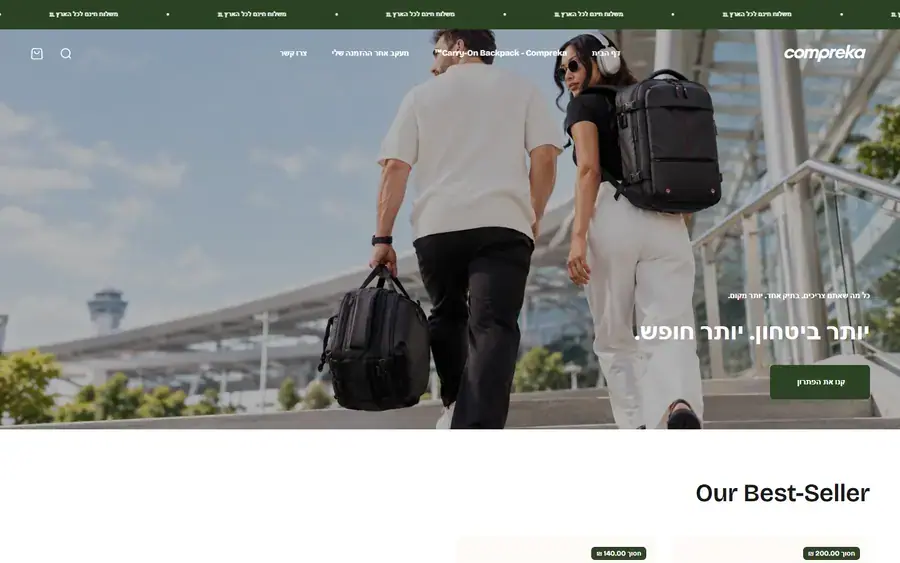 משלוח חינם לכל הארץ 🇮🇱 • משלוח חינם לכל הארץ 🇮🇱 • משלוח חינם לכל הארץ 🇮🇱 • משלוח חינם לכל הארץ 🇮🇱 • משלוח חינם לכל הארץ 🇮🇱
compreka
דף הבית
Carry-On Backpack - Compreka™
מעקב אחר ההזמנה שלי
צרו קשר
כל מה שאתם צריכים. בתיק אחד. יותר מקום.
יותר ביטחון. יותר חופש.
קנו את הפתרון
Our Best-Seller
חסוך 200.00 ₪
חסוך 140.00 ₪